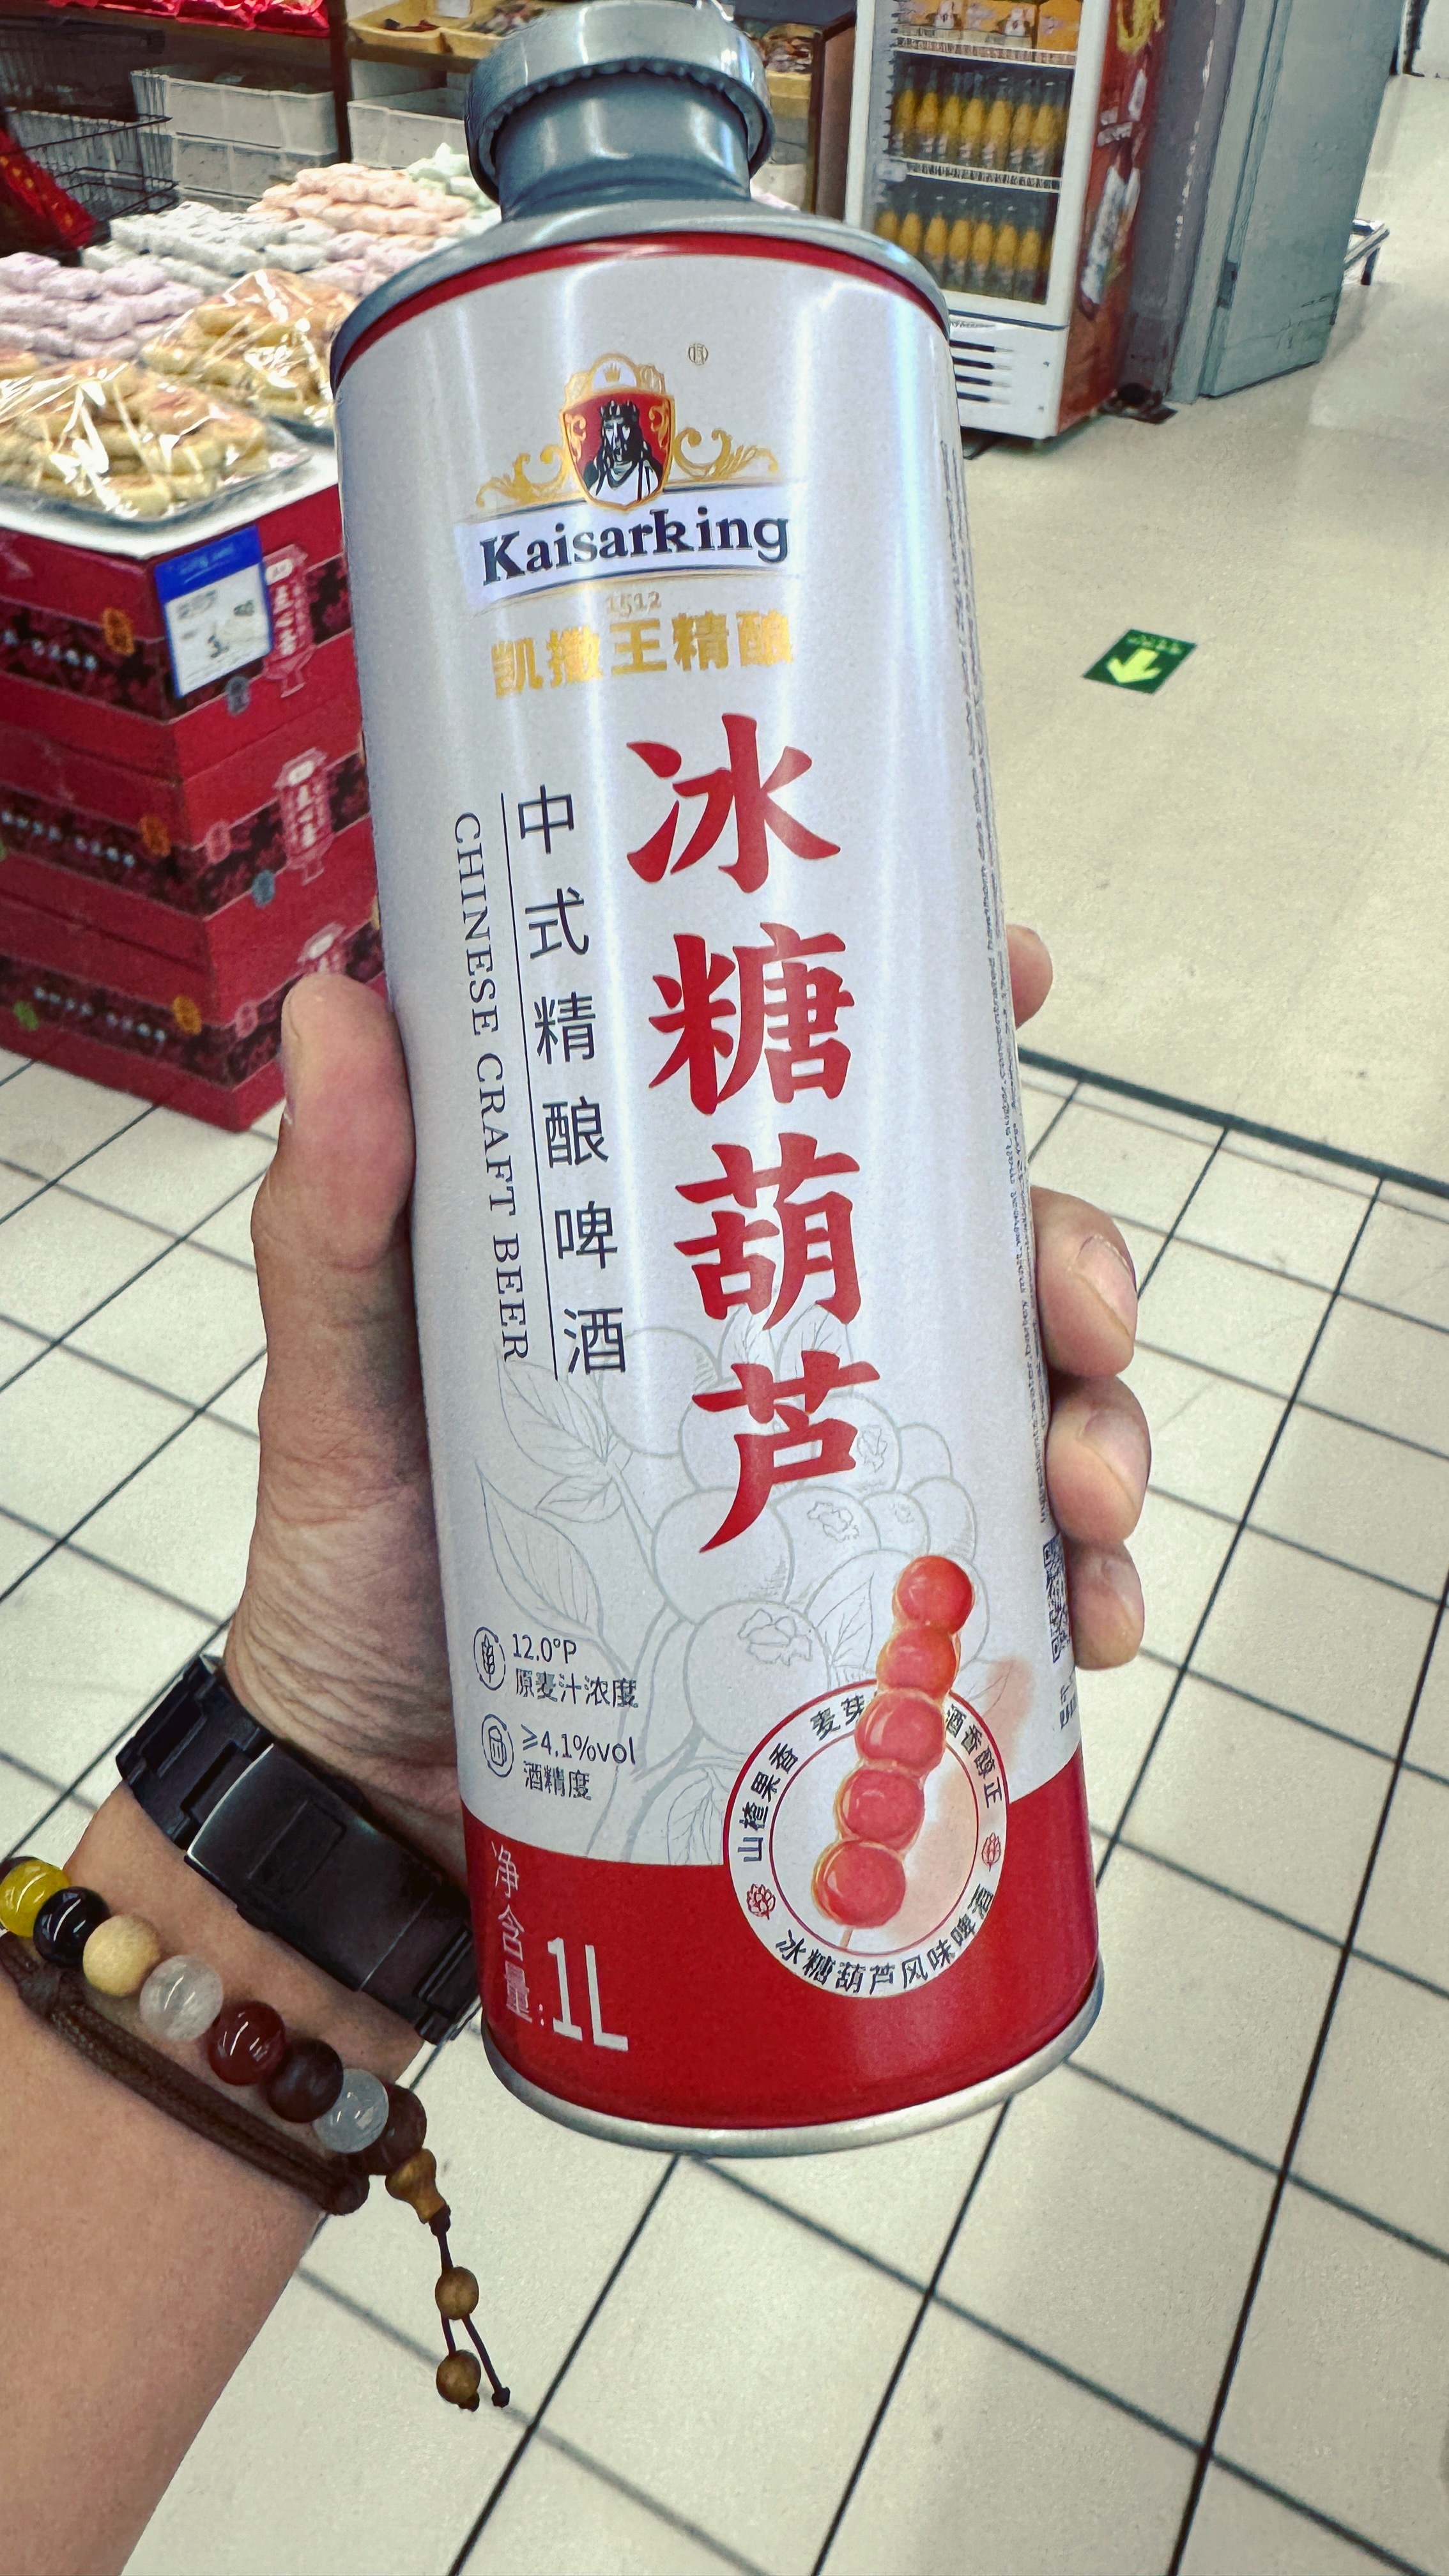 Kaisarking
1512
凯撒王精酿
冰糖葫芦
中式精酿啤酒
CHINESE CRAFT BEER
12.0°P
原麦汁浓度
≥4.1%vol
酒精度
净含量:1L
山楂果香 麦芽
酒香醇正
冰糖葫芦风味啤酒